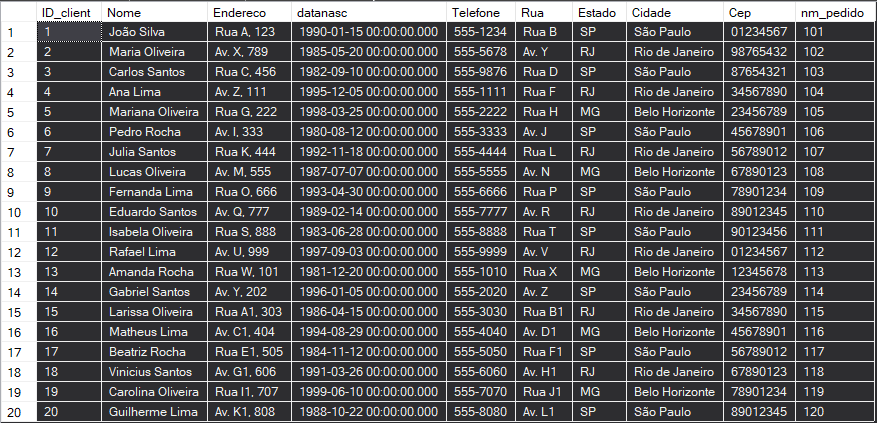 ID_client Nome Endereco datanasc Telefone Rua Estado Cidade Cep nm_pedido
1 1 João Silva Rua A, 123 1990-01-15 00:00:00.000 555-1234 Rua B SP São Paulo 01234567 101
2 2 Maria Oliveira Av. X, 789 1985-05-20 00:00:00.000 555-5678 Av. Y RJ Rio de Janeiro 98765432 102
3 3 Carlos Santos Rua C, 456 1982-09-10 00:00:00.000 555-9876 Rua D SP São Paulo 87654321 103
4 4 Ana Lima Av. Z, 111 1995-12-05 00:00:00.000 555-1111 Rua F RJ Rio de Janeiro 34567890 104
5 5 Mariana Oliveira Rua G, 222 1998-03-25 00:00:00.000 555-2222 Rua H MG Belo Horizonte 23456789 105
6 6 Pedro Rocha Av. I, 333 1980-08-12 00:00:00.000 555-3333 Av. J SP São Paulo 45678901 106
7 7 Julia Santos Rua K, 444 1992-11-18 00:00:00.000 555-4444 Rua L RJ Rio de Janeiro 56789012 107
8 8 Lucas Oliveira Av. M, 555 1987-07-07 00:00:00.000 555-5555 Av. N MG Belo Horizonte 67890123 108
9 9 Fernanda Lima Rua O, 666 1993-04-30 00:00:00.000 555-6666 Rua P SP São Paulo 78901234 109
10 10 Eduardo Santos Av. Q, 777 1989-02-14 00:00:00.000 555-7777 Av. R RJ Rio de Janeiro 89012345 110
11 11 Isabela Oliveira Rua S, 888 1983-06-28 00:00:00.000 555-8888 Rua T SP São Paulo 90123456 111
12 12 Rafael Lima Av. U, 999 1997-09-03 00:00:00.000 555-9999 Av. V RJ Rio de Janeiro 01234567 112
13 13 Amanda Rocha Rua W, 101 1981-12-20 00:00:00.000 555-1010 Rua X MG Belo Horizonte 12345678 113
14 14 Gabriel Santos Av. Y, 202 1996-01-05 00:00:00.000 555-2020 Av. Z SP São Paulo 23456789 114
15 15 Larissa Oliveira Rua A1, 303 1986-04-15 00:00:00.000 555-3030 Rua B1 RJ Rio de Janeiro 34567890 115
16 16 Matheus Lima Av. C1, 404 1994-08-29 00:00:00.000 555-4040 Av. D1 MG Belo Horizonte 45678901 116
17 17 Beatriz Rocha Rua E1, 505 1984-11-12 00:00:00.000 555-5050 Rua F1 SP São Paulo 56789012 117
18 18 Vinicius Santos Av. G1, 606 1991-03-26 00:00:00.000 555-6060 Av. H1 RJ Rio de Janeiro 67890123 118
19 19 Carolina Oliveira Rua I1, 707 1999-06-10 00:00:00.000 555-7070 Rua J1 MG Belo Horizonte 78901234 119
20 20 Guilherme Lima Av. K1, 808 1988-10-22 00:00:00.000 555-8080 Av. L1 SP São Paulo 89012345 120